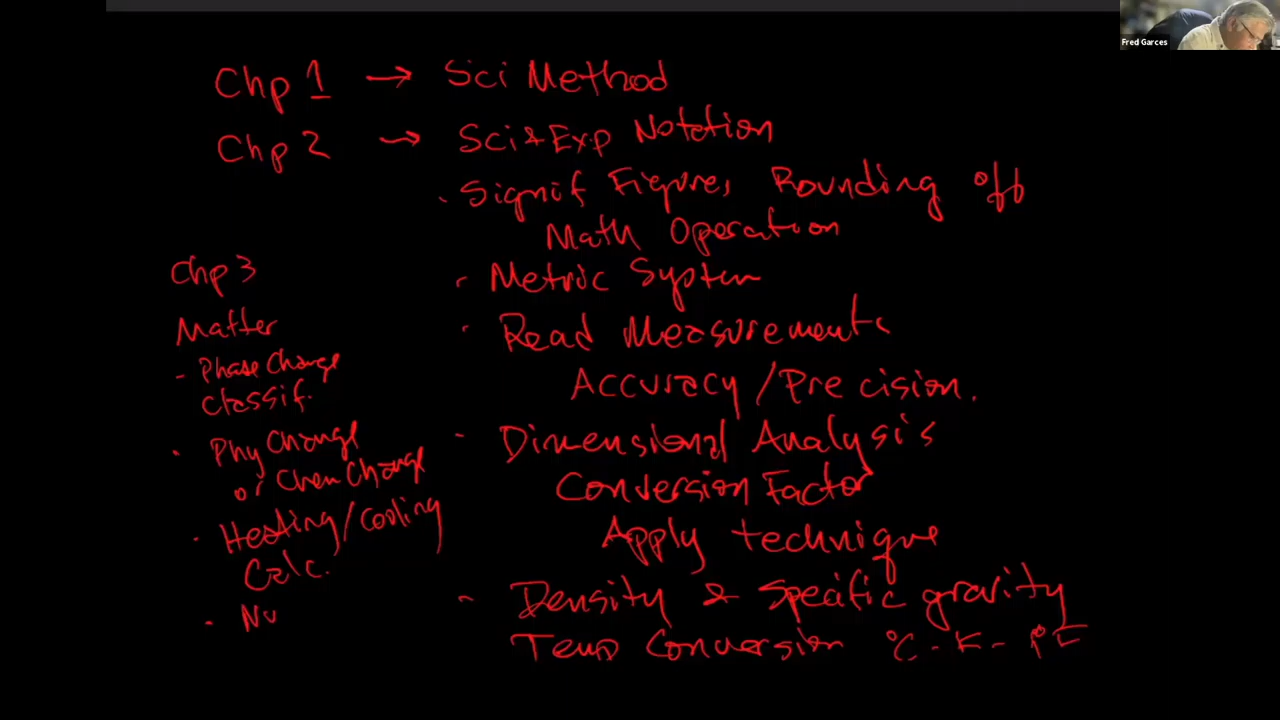 Fred Garces
Chp 1 → Sci Method
Chp 2 → Sci & Exp Notation
· Signif Figures Rounding off
Math Operation
· Metric System
· Read Measurements
Accuracy / Precision.
· Dimensional Analysis
Conversion Factor
Apply technique
· Density & Specific gravity
Temp Conversion °C - K - °F
Chp 3
Matter
- Phase Change
Classif.
· Phy Change
or Chem Change
· Heating / Cooling
Calc.
· Nu